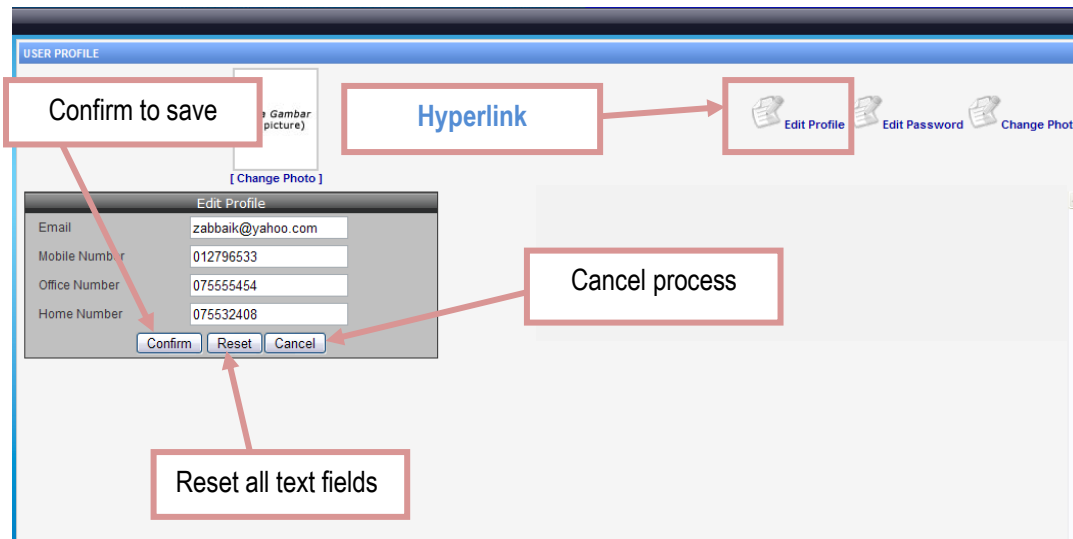 USER PROFILE
Confirm to save
Gambar
picture)
Hyperlink
Edit Profile
Edit Password
Change Phot
[ Change Photo ]
Edit Profile
Email zabbaik@yahoo.com
Mobile Number 012796533
Office Number 075555454
Home Number 075532408
Confirm Reset Cancel
Cancel process
Reset all text fields